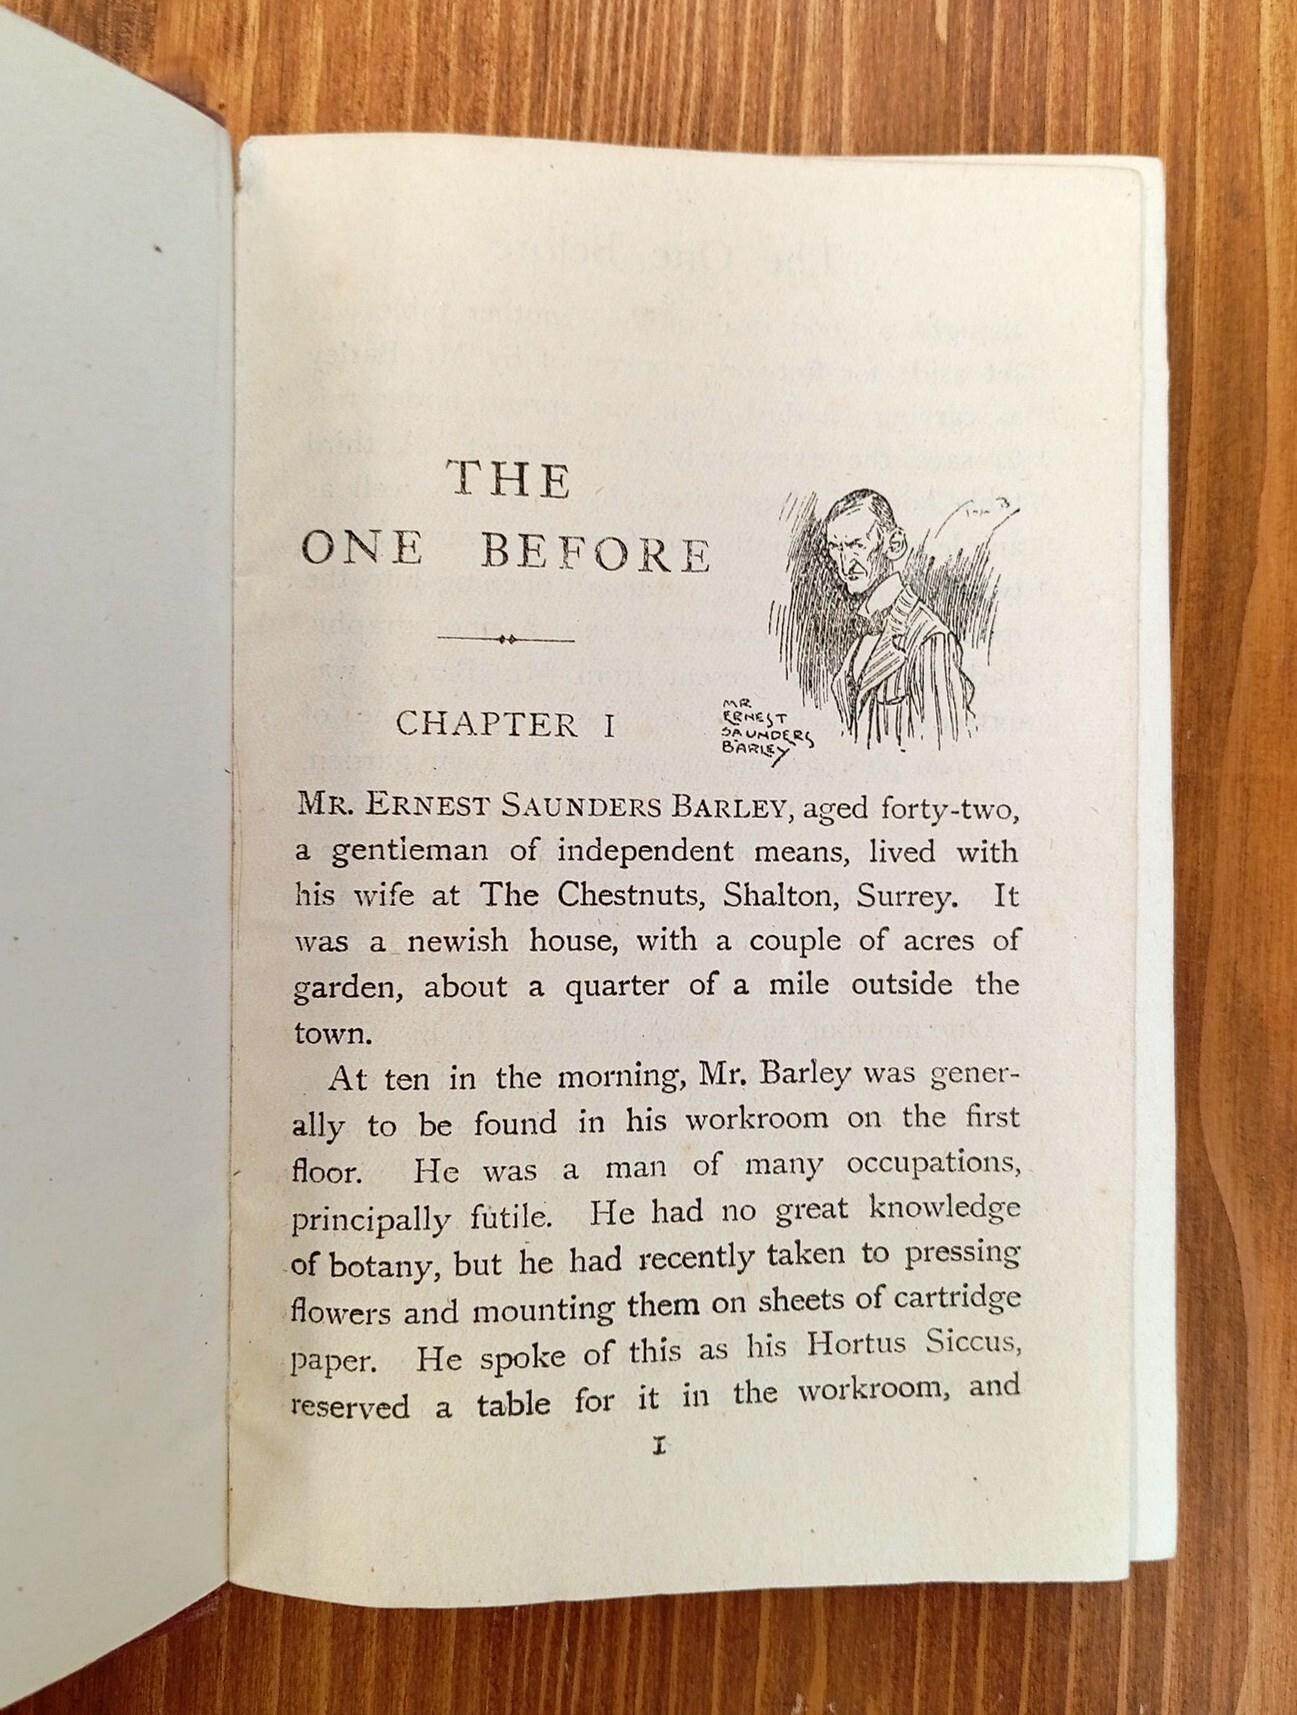 THE
ONE BEFORE
CHAPTER I
MR
ERNEST
SAUNDERS
BARLEY
MR. ERNEST SAUNDERS BARLEY, aged forty-two,
a gentleman of independent means, lived with
his wife at The Chestnuts, Shalton, Surrey. It
was a newish house, with a couple of acres of
garden, about a quarter of a mile outside the
town.
At ten in the morning, Mr. Barley was gener-
ally to be found in his workroom on the first
floor. He was a man of many occupations,
principally futile. He had no great knowledge
of botany, but he had recently taken to pressing
flowers and mounting them on sheets of cartridge
paper. He spoke of this as his Hortus Siccus,
reserved a table for it in the workroom, and
1